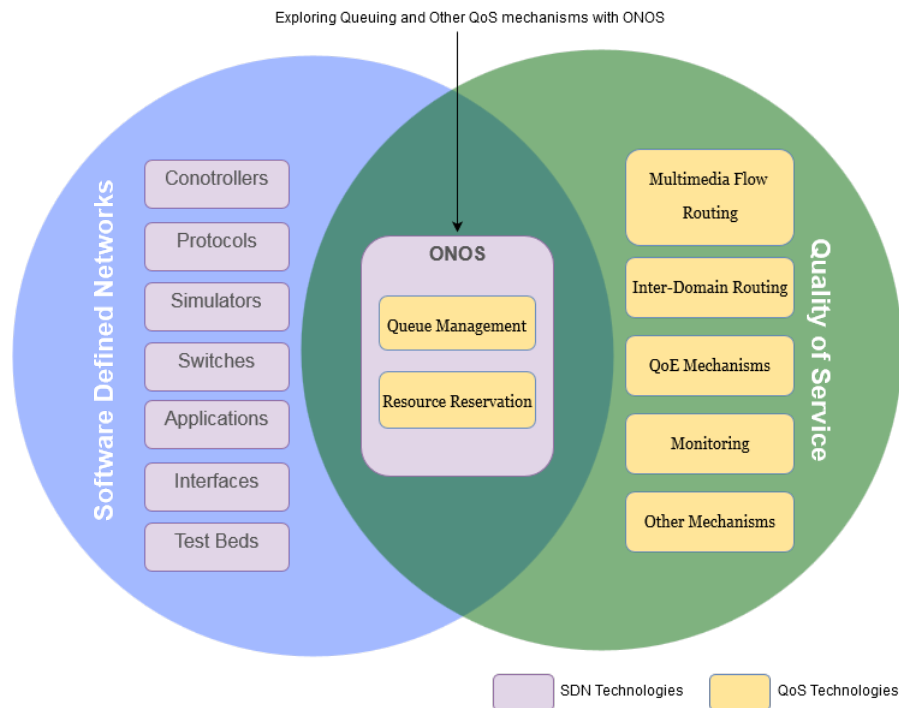 Exploring Queuing and Other QoS mechanisms with ONOS
Software Defined Networks
Conotrollers
Protocols
Simulators
Switches
Applications
Interfaces
Test Beds
ONOS
Queue Management
Resource Reservation
Multimedia Flow
Routing
Inter-Domain Routing
QoE Mechanisms
Monitoring
Other Mechanisms
Quality of Service
SDN Technologies
QoS Technologies